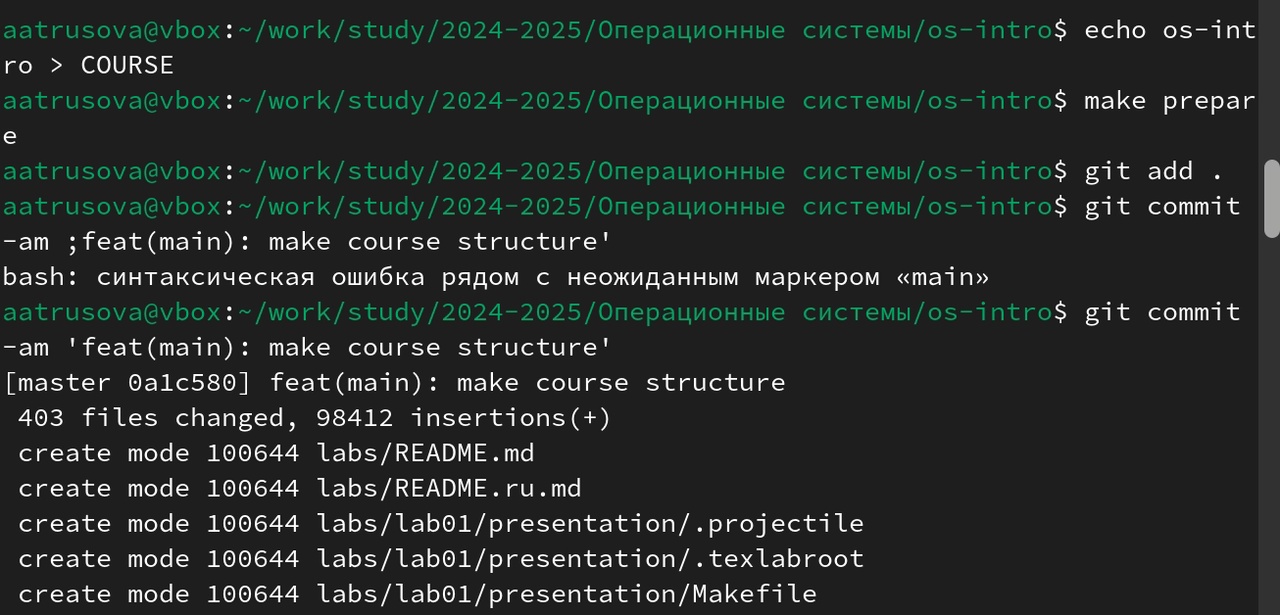 aatrusova@vbox:~/work/study/2024-2025/Операционные системы/os-intro$ echo os-int
ro > COURSE
aatrusova@vbox:~/work/study/2024-2025/Операционные системы/os-intro$ make prepar
e
aatrusova@vbox:~/work/study/2024-2025/Операционные системы/os-intro$ git add .
aatrusova@vbox:~/work/study/2024-2025/Операционные системы/os-intro$ git commit
-am ;feat(main): make course structure'
bash: синтаксическая ошибка рядом с неожиданным маркером «main»
aatrusova@vbox:~/work/study/2024-2025/Операционные системы/os-intro$ git commit
-am 'feat(main): make course structure'
[master 0a1c580] feat(main): make course structure
 403 files changed, 98412 insertions(+)
 create mode 100644 labs/README.md
 create mode 100644 labs/README.ru.md
 create mode 100644 labs/lab01/presentation/.projectile
 create mode 100644 labs/lab01/presentation/.texlabroot
 create mode 100644 labs/lab01/presentation/Makefile